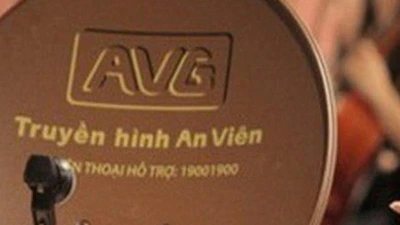 AVG
Truyền hình An Viên
THOẠI HỖ TRỢ: 19001900